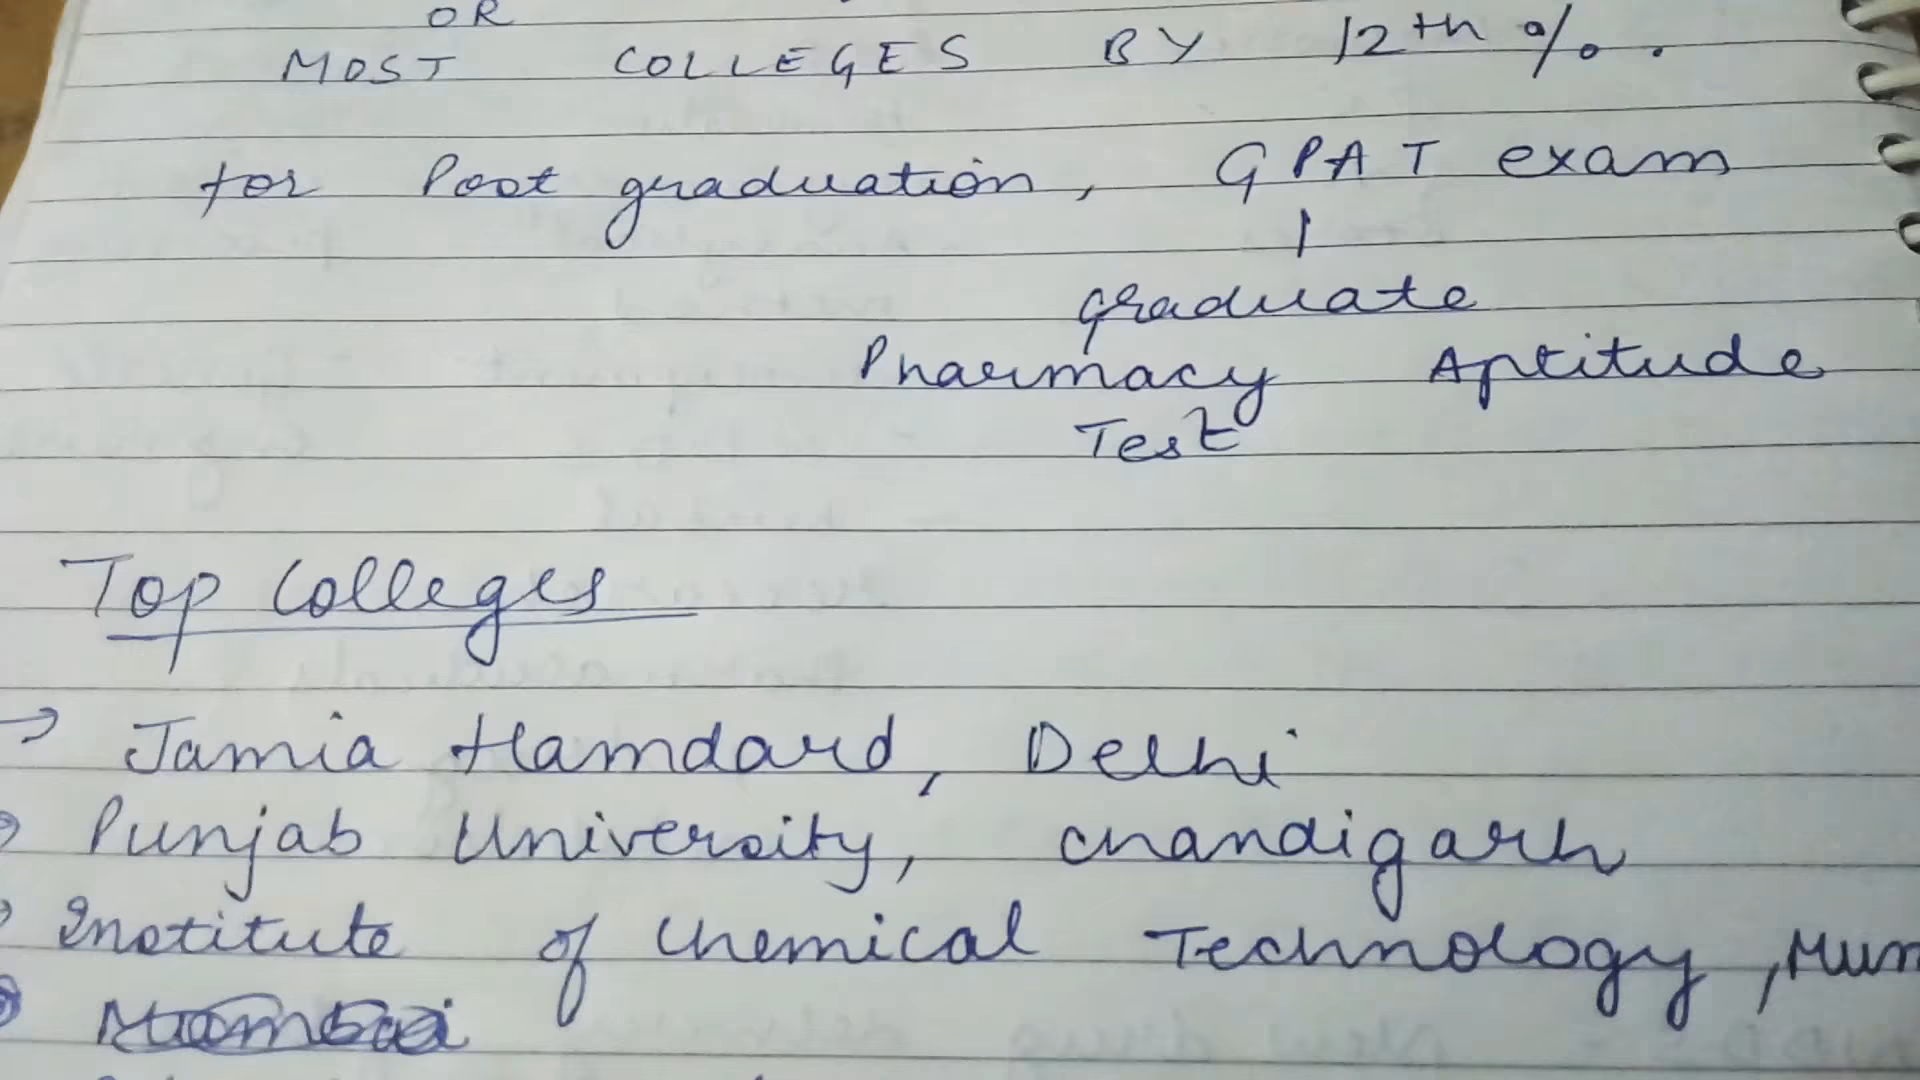 OR
MOST COLLEGES BY 12th %.
for Post graduation, GPAT exam
graduate
Pharmacy Aptitude
Test
Top Colleges
→ Jamia Hamdard, Delhi
Punjab University, chandigarh
Institute of Chemical Technology, Mum
Mumbai